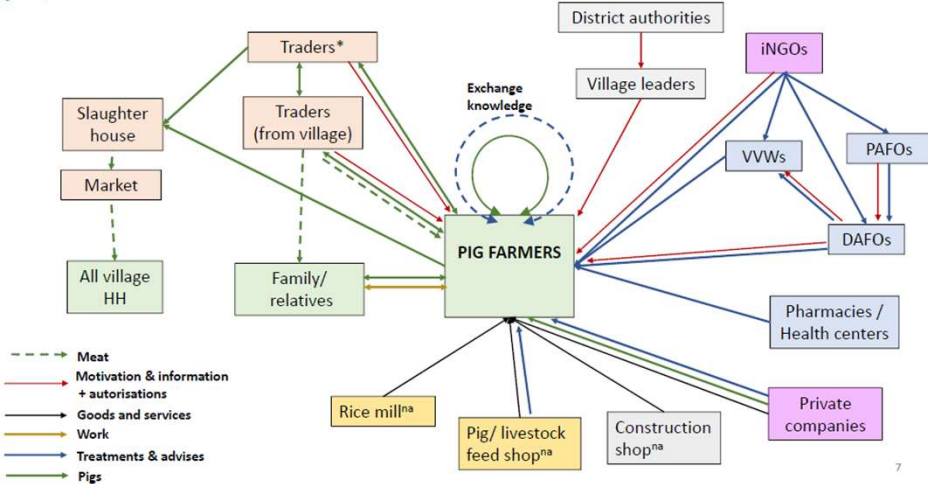 District authorities
iNGOs
Traders*
Village leaders
Exchange
knowledge
Slaughter
house
Traders
(from village)
VVWs
PAFOs
Market
DAFOs
PIG FARMERS
All village
HH
Family/
relatives
Pharmacies /
Health centers
Meat
Motivation & information
+ autorisations
Goods and services
Work
Treatments & advises
Pigs
Rice millⁿᵃ
Pig/ livestock
feed shopⁿᵃ
Construction
shopⁿᵃ
Private
companies
7